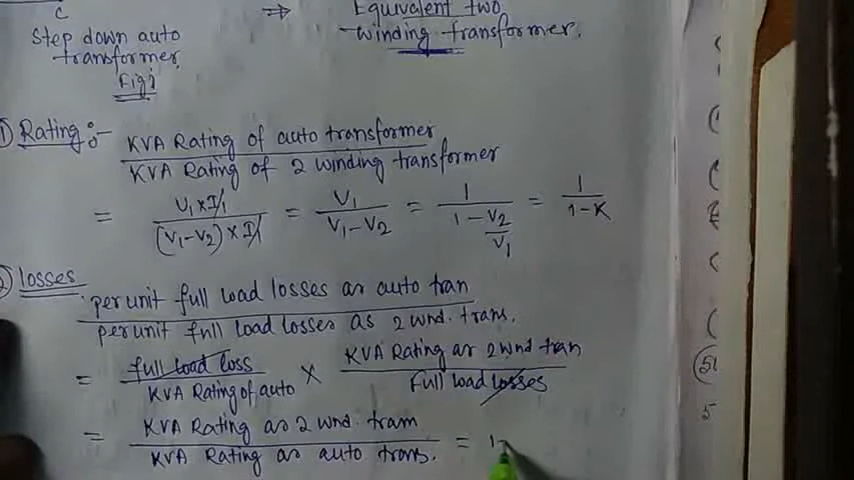 C
Step down auto transformer.
Fig i
⇒
Equivalent two
winding transformer.
① Rating :-
KVA Rating of auto transformer
KVA Rating of 2 winding transformer
= V1 × I1 / (V1-V2) × I1 = V1 / V1-V2 = 1 / 1 - V2/V1 = 1 / 1-K
② losses
per unit full load losses as auto tran
per unit full load losses as 2 wnd. trans.
= full load loss / KVA Rating of auto × KVA Rating as 2 wnd tran / Full load losses
= KVA Rating as 2 wnd. tram / KVA Rating as auto trans. = 1-